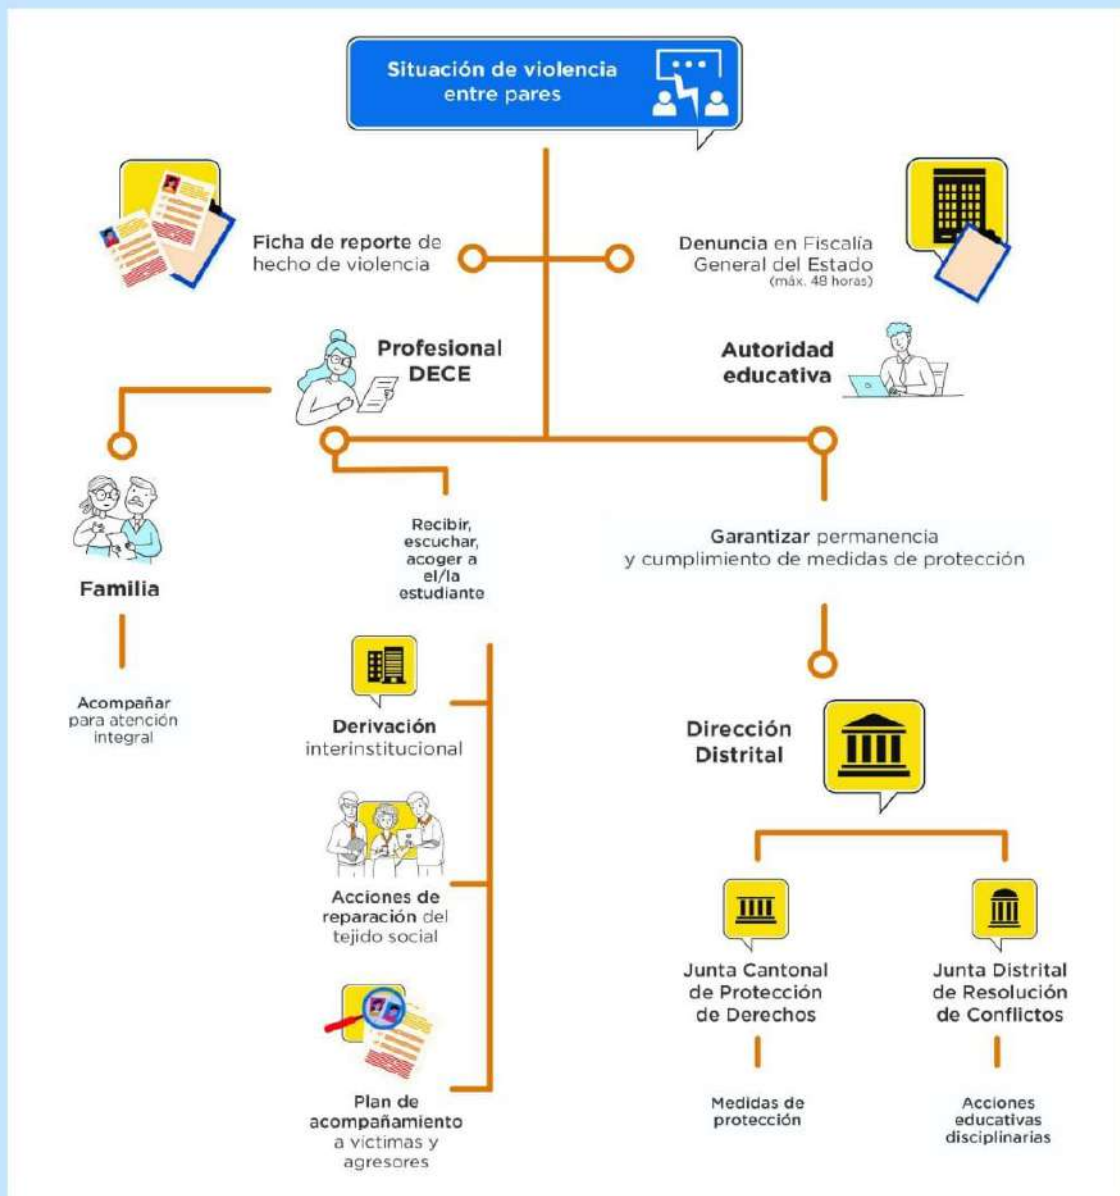 Situación de violencia
entre pares
Ficha de reporte de
hecho de violencia
Denuncia en Fiscalía
General del Estado
(máx. 48 horas)
Profesional
DECE
Autoridad
educativa
Familia
Recibir,
escuchar,
acoger a
el/la
estudiante
Garantizar permanencia
y cumplimiento de medidas de protección
Acompañar
para atención
integral
Derivación
interinstitucional
Dirección
Distrital
Acciones de
reparación del
tejido social
Junta Cantonal
de Protección
de Derechos
Junta Distrital
de Resolución
de Conflictos
Plan de
acompañamiento
a víctimas y
agresores
Medidas de
protección
Acciones
educativas
disciplinarias